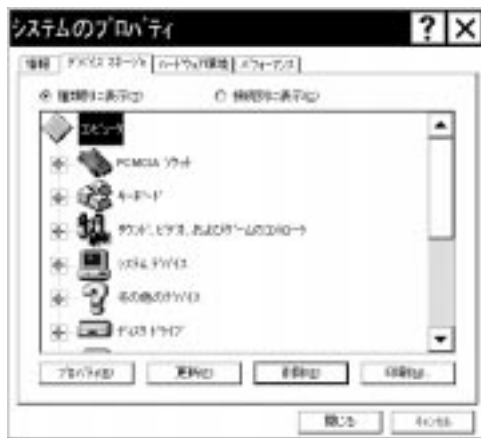 システムのプロパティ
情報 デバイス マネージャ ハードウェア環境 パフォーマンス
種類別に表示(T) 接続別に表示(C)
コンピュータ
PCMCIA ソケット
キーボード
サウンド、ビデオ、およびゲームのコントローラ
システム デバイス
その他のデバイス
ディスク ドライブ
プロパティ(R) 更新(F) 削除(E) 印刷(N)...
閉じる キャンセル